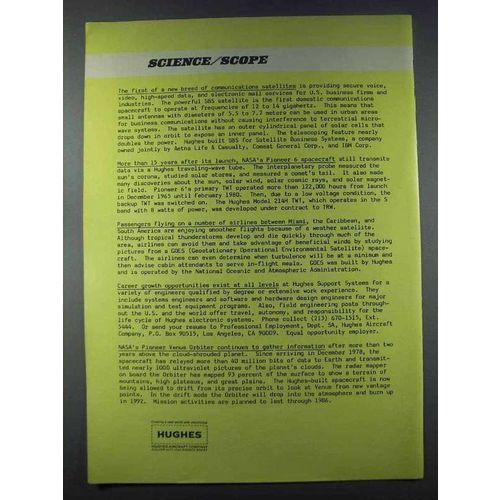 SCIENCE/SCOPE
The first of a new breed of communications satellites is providing secure voice,
video, high-speed data, and electronic mail services for U.S. business firms and
industries. The powerful SBS satellite is the first domestic communications
spacecraft to operate at frequencies of 12 to 14 gigahertz. This means that
small antennas with diameters of 5.5 to 7.7 meters can be used in urban areas
for business communications without causing interference to terrestrial micro-
wave systems. The satellite has an outer cylindrical panel of solar cells that
drops down in orbit to expose an inner panel. The telescoping feature nearly
doubles the power. Hughes built SBS for Satellite Business Systems, a company
owned jointly by Aetna Life & Casualty, Comsat General Corp., and IBM Corp.
More than 15 years after its launch, NASA's Pioneer 6 spacecraft still transmits
data via a Hughes traveling-wave tube. The interplanetary probe measured the
sun's corona, studied solar storms, and measured a comet's tail. It also made
many discoveries about the sun, solar wind, solar cosmic rays, and solar magnet-
ic field. Pioneer 6's primary TWT operated more than 122,000 hours from launch
in December 1965 until February 1980. Then, due to a low voltage condition, the
backup TWT was switched on. The Hughes Model 214H TWT, which operates in the S
band with 8 watts of power, was developed under contract to TRW.
Passengers flying on a number of airlines between Miami, the Caribbean, and
South America are enjoying smoother flights because of a weather satellite.
Although tropical thunderstorms develop and die quickly through much of the
area, airlines can avoid them and take advantage of beneficial winds by studying
pictures from a GOES (Geostationary Operational Environmental Satellite) space-
craft. The airlines can even determine when turbulence will be at a minimum and
then advise cabin attendants to serve in-flight meals. GOES was built by Hughes
and is operated by the National Oceanic and Atmospheric Administration.
Career growth opportunities exist at all levels at Hughes Support Systems for a
variety of engineers qualified by degree or extensive work experience. They
include systems engineers and software and hardware design engineers for major
simulation and test equipment programs. Also, field engineering posts through-
out the U.S. and the world offer travel, autonomy, and responsibility for the
life cycle of Hughes electronic systems. Phone collect (213) 670-1515, Ext.
5444. Or send your resume to Professional Employment, Dept. SA, Hughes Aircraft
Company, P.O. Box 90515, Los Angeles, CA 90009. Equal opportunity employer.
NASA's Pioneer Venus Orbiter continues to gather information after more than two
years above the cloud-shrouded planet. Since arriving in December 1978, the
spacecraft has relayed more than 40 million bits of data to Earth and transmit-
ted nearly 1000 ultraviolet pictures of the planet's clouds. The radar mapper
on board the Orbiter has mapped 93 percent of the surface to show a terrain of
mountains, high plateaus, and great plains. The Hughes-built spacecraft is now
being allowed to drift from its precise orbit to look at Venus from new vantage
points. In the drift mode the Orbiter will drop into the atmosphere and burn up
in 1992. Mission activities are planned to last through 1986.
HUGHES
HUGHES AIRCRAFT COMPANY